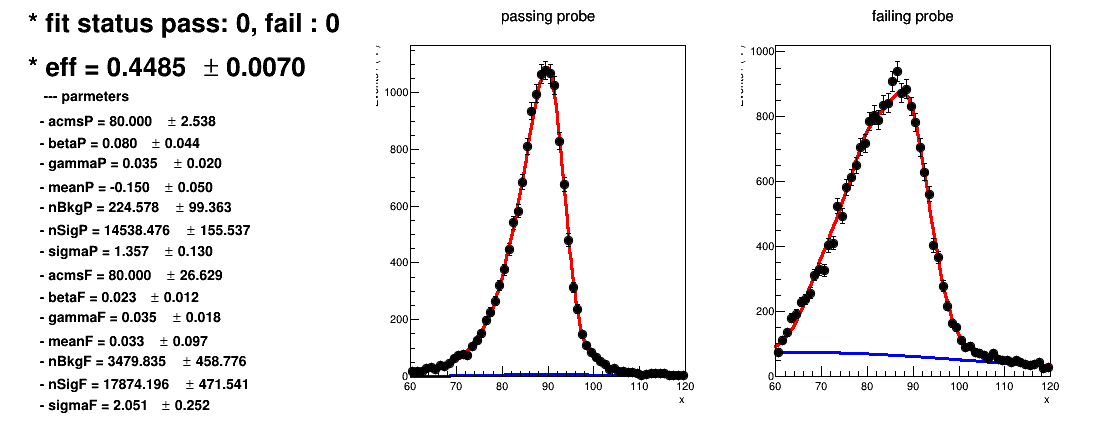 * fit status pass: 0, fail : 0
* eff = 0.4485 ± 0.0070
--- parmeters
- acmsP = 80.000 ± 2.538
- betaP = 0.080 ± 0.044
- gammaP = 0.035 ± 0.020
- meanP = -0.150 ± 0.050
- nBkgP = 224.578 ± 99.363
- nSigP = 14538.476 ± 155.537
- sigmaP = 1.357 ± 0.130
- acmsF = 80.000 ± 26.629
- betaF = 0.023 ± 0.012
- gammaF = 0.035 ± 0.018
- meanF = 0.033 ± 0.097
- nBkgF = 3479.835 ± 458.776
- nSigF = 17874.196 ± 471.541
- sigmaF = 2.051 ± 0.252
passing probe
1000
800
600
400
200
0
60 70 80 90 100 110 120
x
failing probe
1000
800
600
400
200
0
60 70 80 90 100 110 120
x